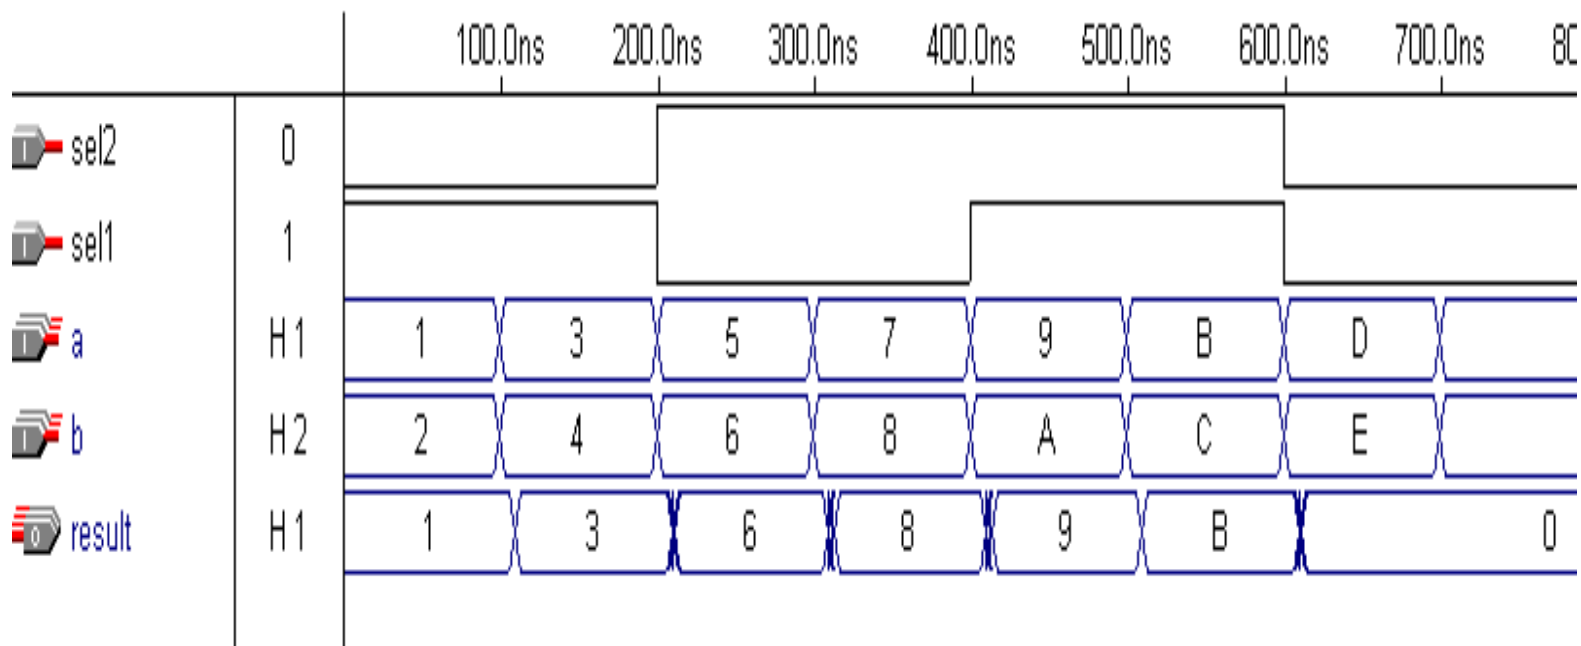 100.0ns 200.0ns 300.0ns 400.0ns 500.0ns 600.0ns 700.0ns 80
sel2 0
sel1 1
a H1 1 3 5 7 9 B D
b H2 2 4 6 8 A C E
result H1 1 3 6 8 9 B 0